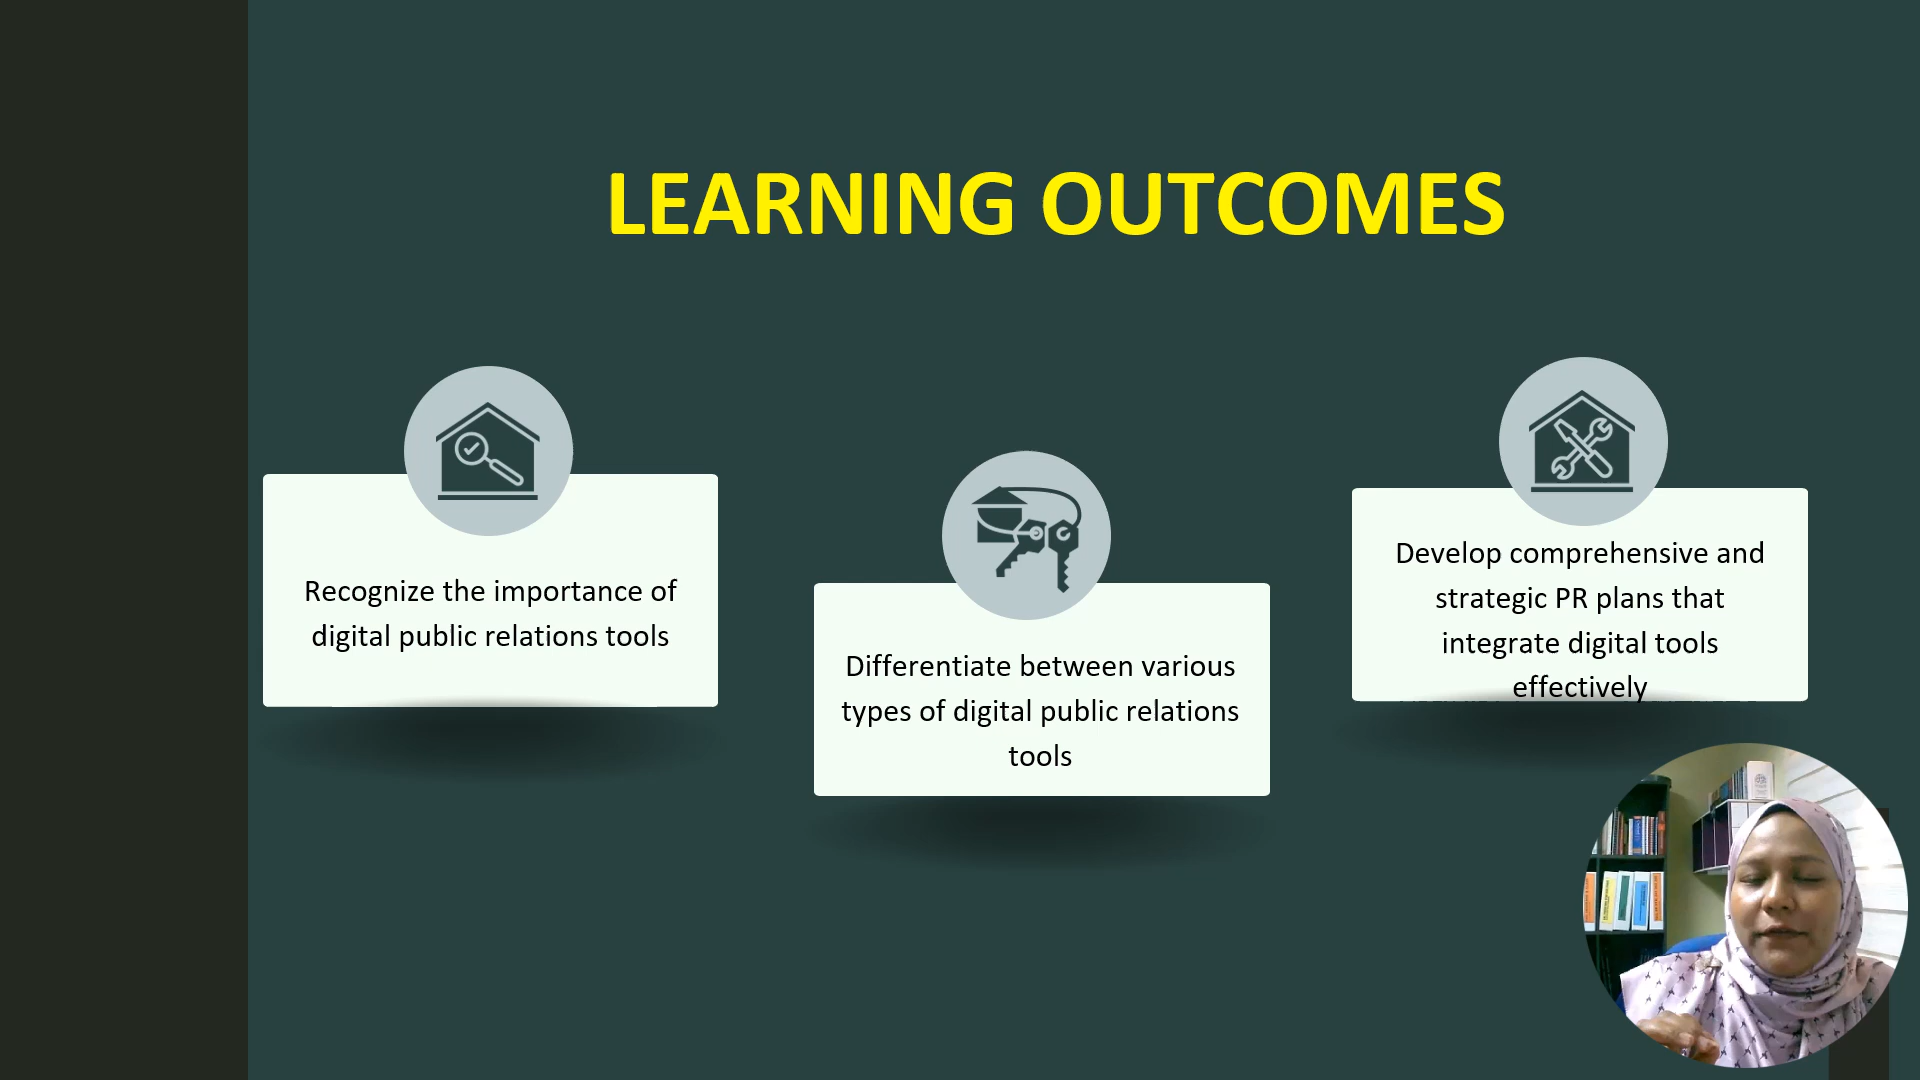 LEARNING OUTCOMES
Recognize the importance of
digital public relations tools
Differentiate between various
types of digital public relations
tools
Develop comprehensive and
strategic PR plans that
integrate digital tools
effectively